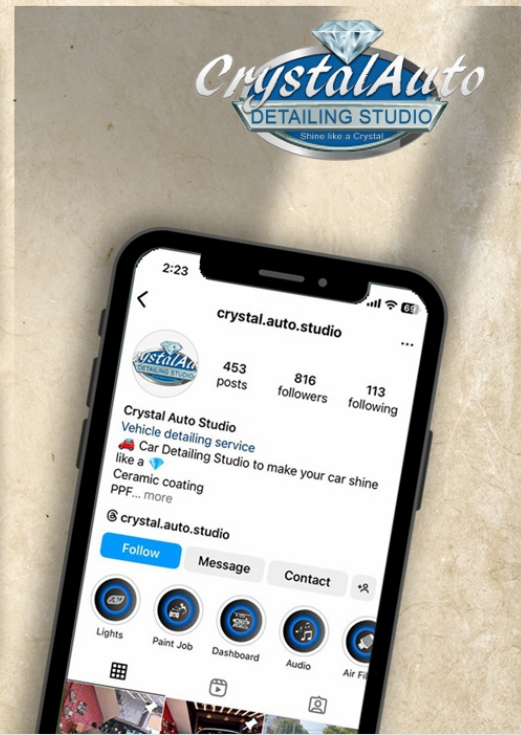 CrystalAuto
DETAILING STUDIO
Shine like a Crystal
2:23
69
crystal.auto.studio
453
posts
816
followers
113
following
Crystal Auto Studio
Vehicle detailing service
🚗 Car Detailing Studio to make your car shine
like a 💎
Ceramic coating
PPF... more
crystal.auto.studio
Follow
Message
Contact
Lights
Paint Job
Dashboard
Audio